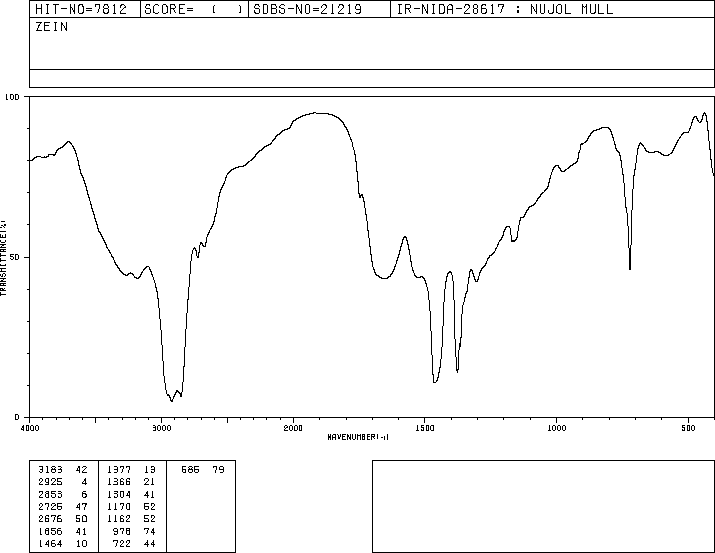 HIT-NO=7812 SCORE= ( ) SDBS-NO=21219 IR-NIDA-28617 : NUJOL MULL
ZEIN
100
50
0
TRANSMITTANCE(%)
4000 3000 2000 1500 1000 500
WAVENUMBER(-1)
3183 42 1377 13 686 79
2925 4 1366 21
2853 6 1304 41
2725 47 1170 52
2676 50 1162 52
1656 41 978 74
1464 10 722 44